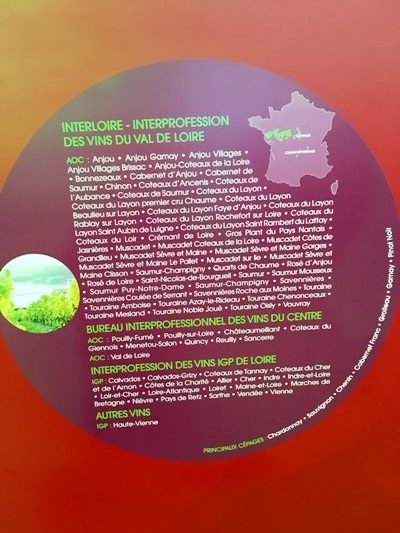 INTERLOIRE - INTERPROFESSION
DES VINS DU VAL DE LOIRE
AOC : Anjou • Anjou Gamay • Anjou Villages •
Anjou Villages Brissac • Anjou-Coteaux de la Loire
• Bonnezeaux • Cabernet d'Anjou • Cabernet de
Saumur • Chinon • Coteaux d'Ancenis • Coteaux de
l'Aubance • Coteaux de Saumur • Coteaux du Layon •
Coteaux du Layon premier cru Chaume • Coteaux du Layon
Beaulieu sur Layon • Coteaux du Layon Faye d'Anjou • Coteaux du Layon
Rablay sur Layon • Coteaux du Layon Rochefort sur Loire • Coteaux du
Layon Saint Aubin de Luigne • Coteaux du Layon Saint Rambert du Lattay •
Coteaux du Loir • Crémant de Loire • Gros Plant du Pays Nantais •
Jasnières • Muscadet • Muscadet Coteaux de la Loire • Muscadet Côtes de
Grandlieu • Muscadet Sèvre et Maine • Muscadet Sèvre et Maine Gorges •
Muscadet Sèvre et Maine Le Pallet • Muscadet sur lie • Muscadet Sèvre et
Maine Clisson • Saumur-Champigny • Quarts de Chaume • Rosé d'Anjou
• Rosé de Loire • Saint-Nicolas-de-Bourgueil • Saumur • Saumur Mousseux
• Saumur Puy-Notre-Dame • Saumur-Champigny • Savennières •
Savennières Coulée de Serrant • Savennières Roche aux Moines • Touraine
• Touraine Amboise • Touraine Azay-le-Rideau • Touraine Chenonceaux •
Touraine Mesland • Touraine Noble Joué • Touraine Oisly • Vouvray
BUREAU INTERPROFESSIONNEL DES VINS DU CENTRE
AOC : Pouilly-Fumé • Pouilly-sur-Loire • Châteaumeillant • Coteaux du
Giennois • Menetou-Salon • Quincy • Reuilly • Sancerre
AOC : Val de Loire
INTERPROFESSION DES VINS IGP DE LOIRE
IGP : Calvados • Calvados-Grizy • Coteaux de Tannay • Coteaux du Cher
et de l'Arnon • Côtes de la Charité • Allier • Cher • Indre • Indre-et-Loire
• Loir-et-Cher • Loire-Atlantique • Loiret • Maine-et-Loire • Marches de
Bretagne • Nièvre • Pays de Retz • Sarthe • Vendée • Vienne
AUTRES VINS
IGP : Haute-Vienne
PRINCIPAUX CÉPAGES : Chardonnay • Sauvignon • Chenin • Cabernet Franc • Grolleau • Gamay • Pinot Noir